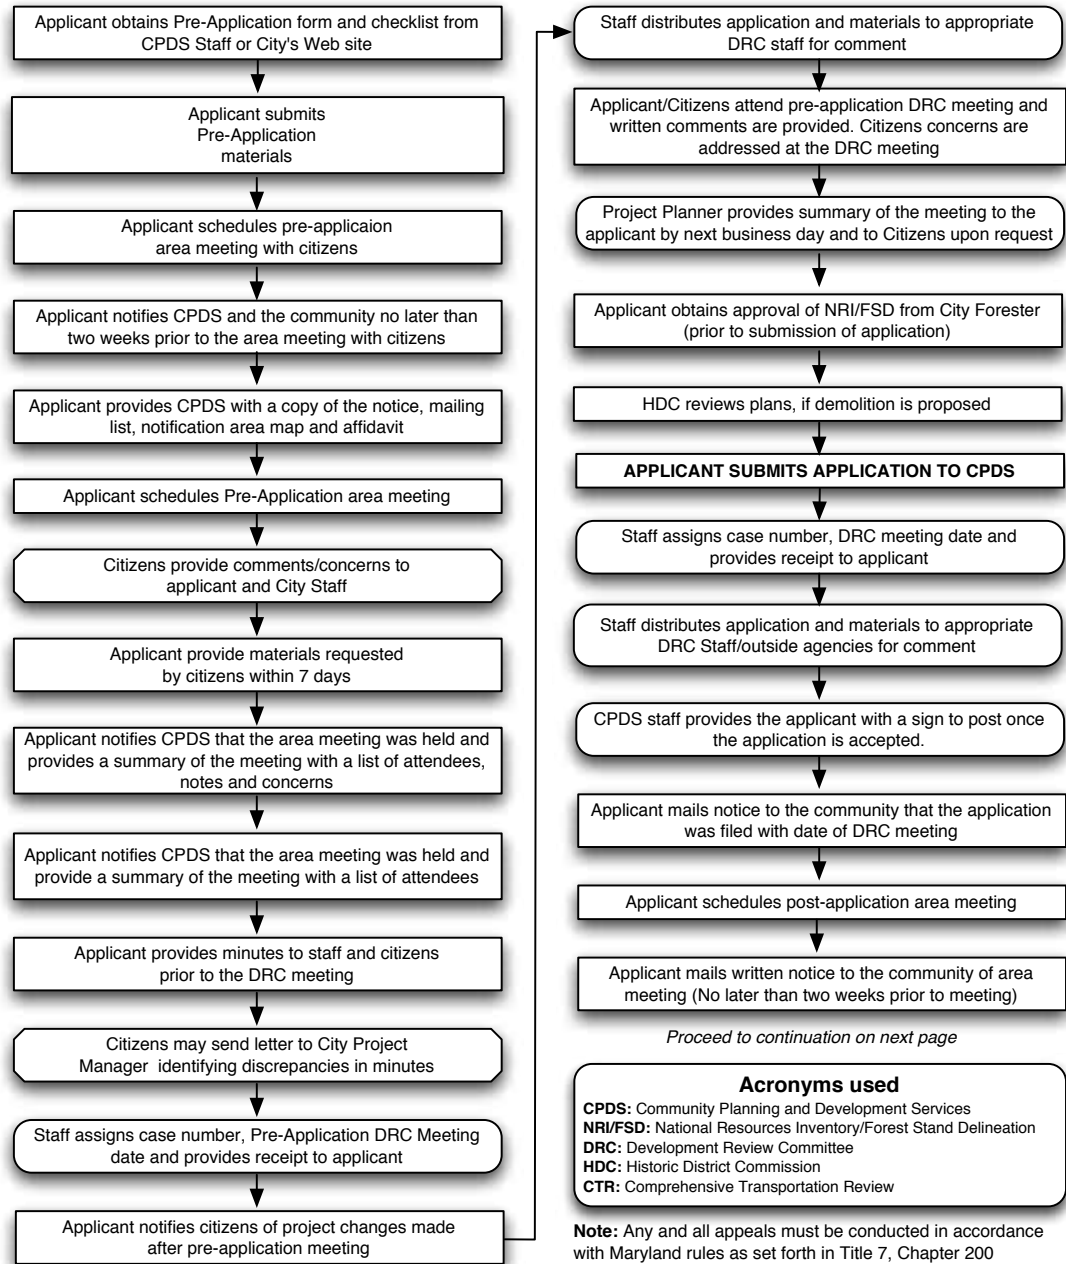 Applicant obtains Pre-Application form and checklist from
CPDS Staff or City's Web site
Applicant submits
Pre-Application
materials
Applicant schedules pre-applicaion
area meeting with citizens
Applicant notifies CPDS and the community no later than
two weeks prior to the area meeting with citizens
Applicant provides CPDS with a copy of the notice, mailing
list, notification area map and affidavit
Applicant schedules Pre-Application area meeting
Citizens provide comments/concerns to
applicant and City Staff
Applicant provide materials requested
by citizens within 7 days
Applicant notifies CPDS that the area meeting was held and
provides a summary of the meeting with a list of attendees,
notes and concerns
Applicant notifies CPDS that the area meeting was held and
provide a summary of the meeting with a list of attendees
Applicant provides minutes to staff and citizens
prior to the DRC meeting
Citizens may send letter to City Project
Manager identifying discrepancies in minutes
Staff assigns case number, Pre-Application DRC Meeting
date and provides receipt to applicant
Applicant notifies citizens of project changes made
after pre-application meeting
Staff distributes application and materials to appropriate
DRC staff for comment
Applicant/Citizens attend pre-application DRC meeting and
written comments are provided. Citizens concerns are
addressed at the DRC meeting
Project Planner provides summary of the meeting to the
applicant by next business day and to Citizens upon request
Applicant obtains approval of NRI/FSD from City Forester
(prior to submission of application)
HDC reviews plans, if demolition is proposed
APPLICANT SUBMITS APPLICATION TO CPDS
Staff assigns case number, DRC meeting date and
provides receipt to applicant
Staff distributes application and materials to appropriate
DRC Staff/outside agencies for comment
CPDS staff provides the applicant with a sign to post once
the application is accepted.
Applicant mails notice to the community that the application
was filed with date of DRC meeting
Applicant schedules post-application area meeting
Applicant mails written notice to the community of area
meeting (No later than two weeks prior to meeting)
Proceed to continuation on next page
Acronyms used
CPDS: Community Planning and Development Services
NRI/FSD: National Resources Inventory/Forest Stand Delineation
DRC: Development Review Committee
HDC: Historic District Commission
CTR: Comprehensive Transportation Review
Note: Any and all appeals must be conducted in accordance
with Maryland rules as set forth in Title 7, Chapter 200